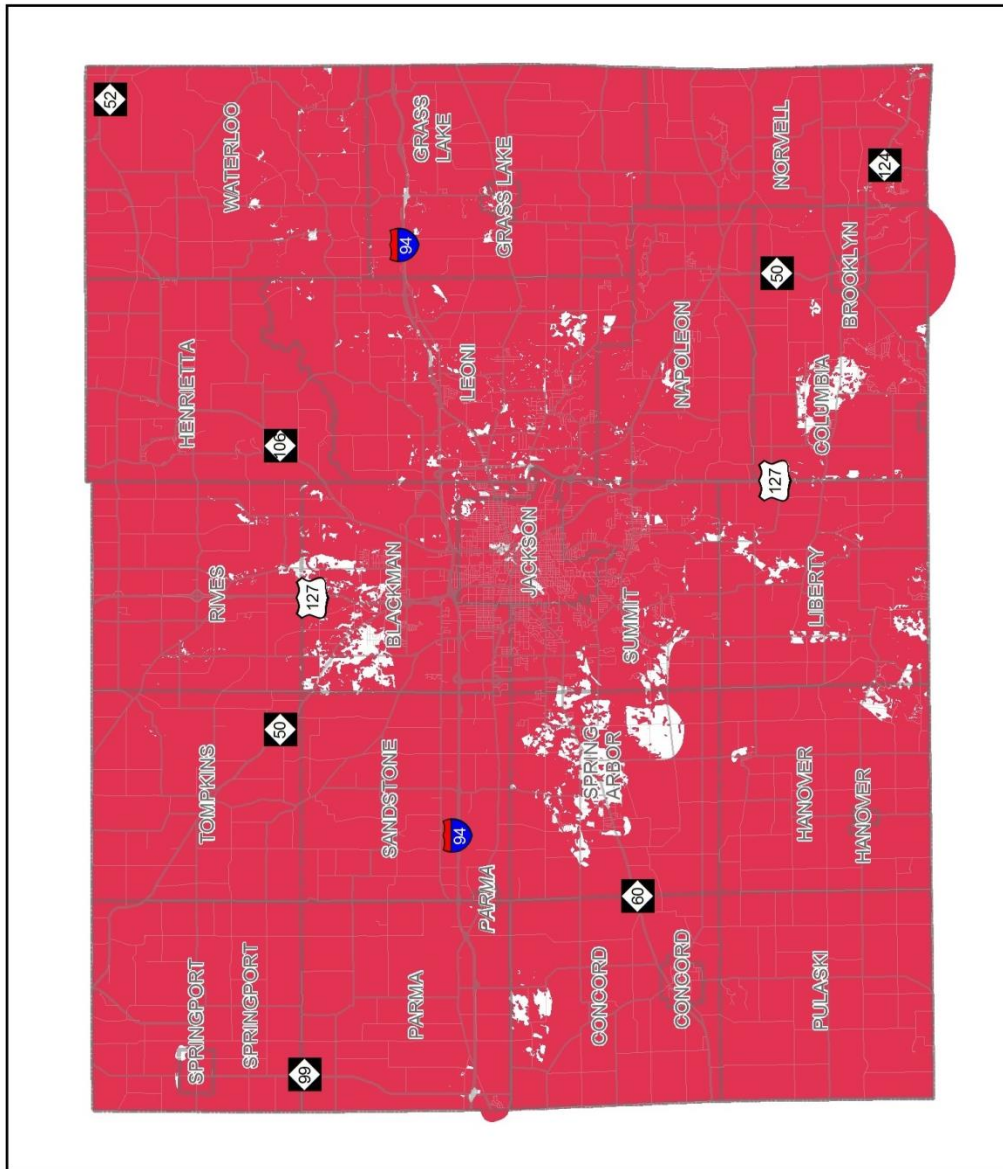 52
SPRINGPORT
TOMPKINS
RIVES
HENRIETTA
WATERLOO
SPRINGPORT
99
50
127
106
PARMA
SANDSTONE
BLACKMAN
94
GRASS
LAKE
PARMA
94
LEONI
GRASS LAKE
JACKSON
CONCORD
SPRING
ARBOR
SUMMIT
60
CONCORD
NAPOLEON
127
50
NORVELL
PULASKI
HANOVER
LIBERTY
COLUMBIA
HANOVER
BROOKLYN
124